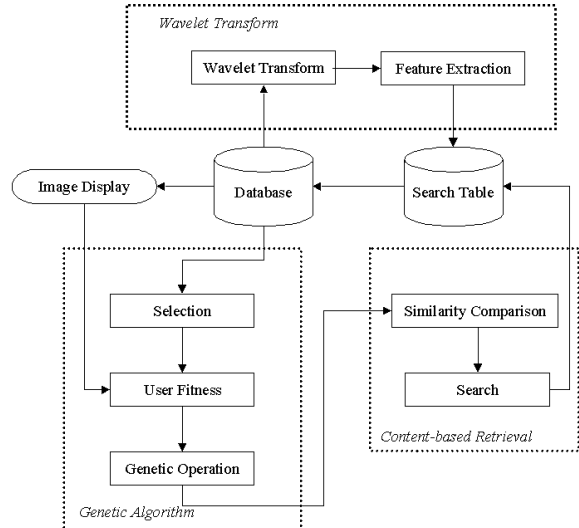 Wavelet Transform
Wavelet Transform
Feature Extraction
Image Display
Database
Search Table
Selection
Similarity Comparison
User Fitness
Search
Genetic Operation
Content-based Retrieval
Genetic Algorithm